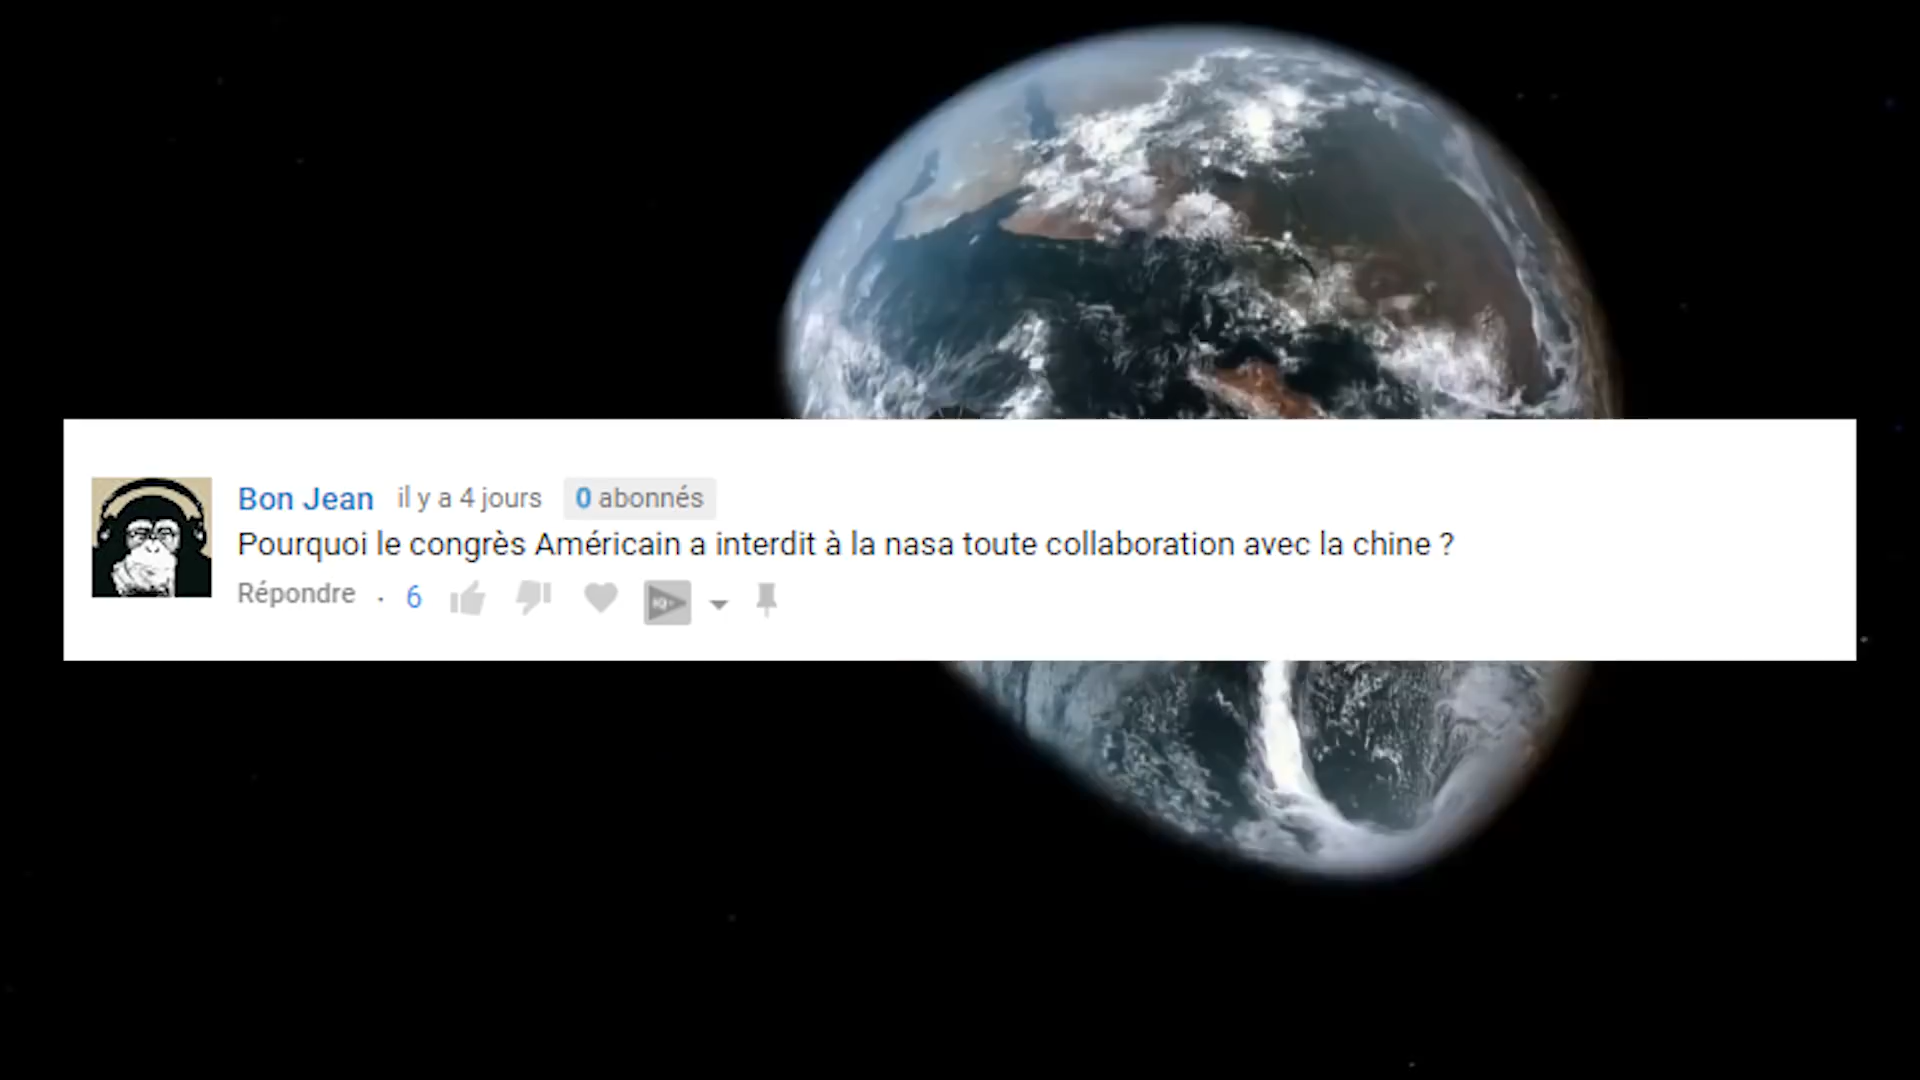 Bon Jean il y a 4 jours 0 abonnés
Pourquoi le congrès Américain a interdit à la nasa toute collaboration avec la chine ?
Répondre . 6